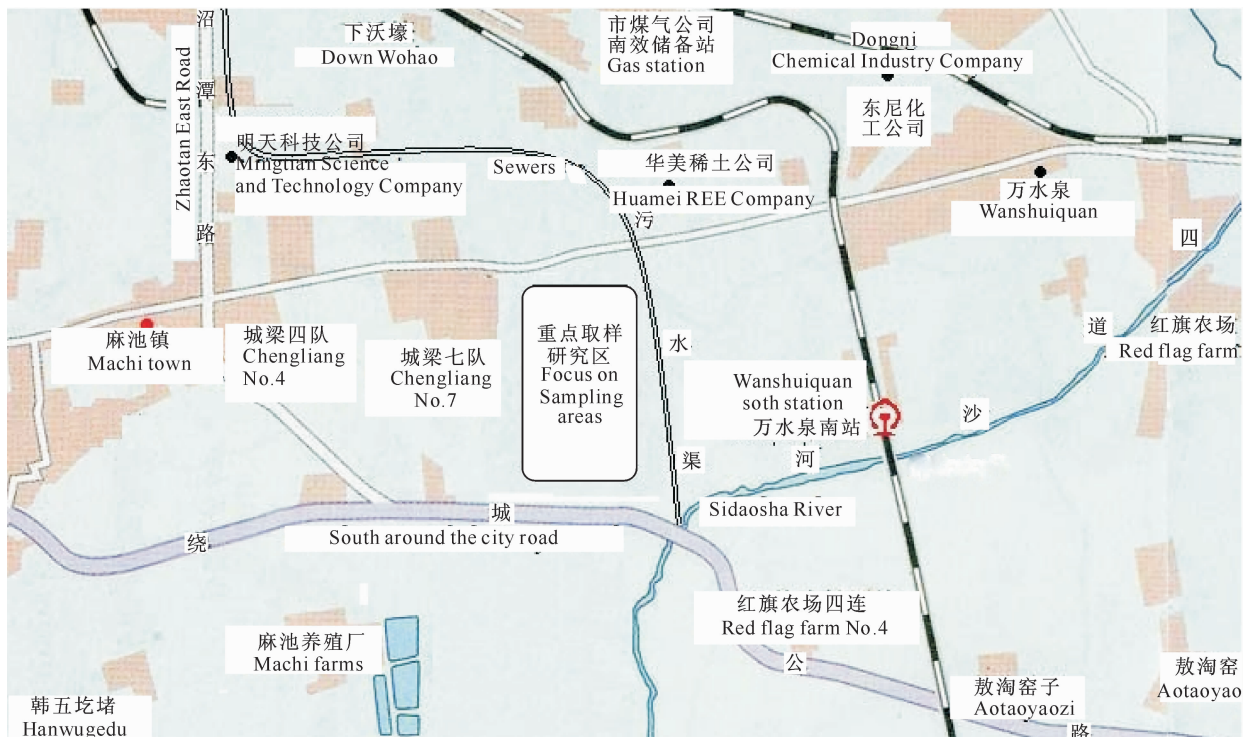 沼
潭
东
路
Zhaotan East Road
下沃壕
Down Wohao
市煤气公司
南效储备站
Gas station
Dongni
Chemical Industry Company
东尼化
工公司
明天科技公司
Mingtian Science
and Technology Company
Sewers
华美稀土公司
Huamei REE Company
万水泉
Wanshuiquan
污
水
渠
四
道
沙
河
红旗农场
Red flag farm
麻池镇
Machi town
城梁四队
Chengliang
No.4
城梁七队
Chengliang
No.7
重点取样
研究区
Focus on
Sampling
areas
Wanshuiquan
soth station
万水泉南站
Sidaosha River
绕
城
公
路
South around the city road
红旗农场四连
Red flag farm No.4
麻池养殖厂
Machi farms
韩五圪堵
Hanwugedu
敖淘窑子
Aotaoyaozi
敖淘窑
Aotaoyao